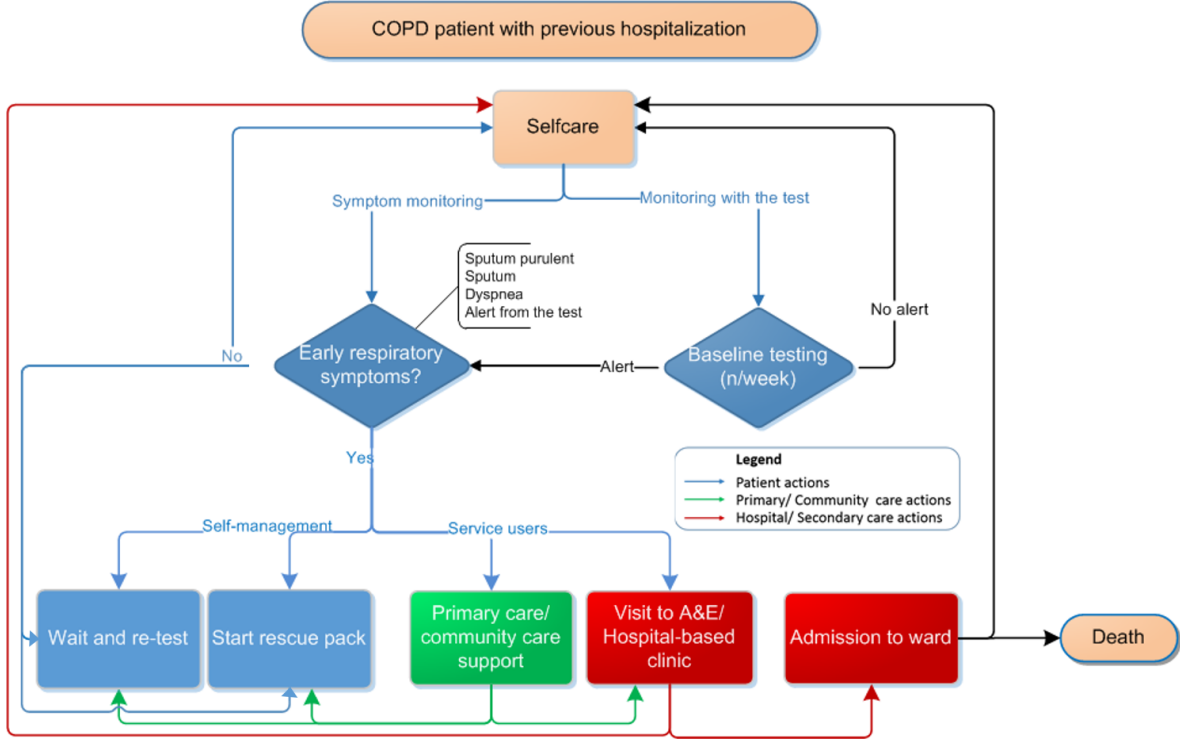 COPD patient with previous hospitalization
Selfcare
Symptom monitoring
Monitoring with the test
Sputum purulent
Sputum
Dyspnea
Alert from the test
No alert
No
Early respiratory
symptoms?
Alert
Baseline testing
(n/week)
Yes
Legend
Patient actions
Primary/ Community care actions
Hospital/ Secondary care actions
Self-management
Service users
Wait and re-test
Start rescue pack
Primary care/
community care
support
Visit to A&E/
Hospital-based
clinic
Admission to ward
Death